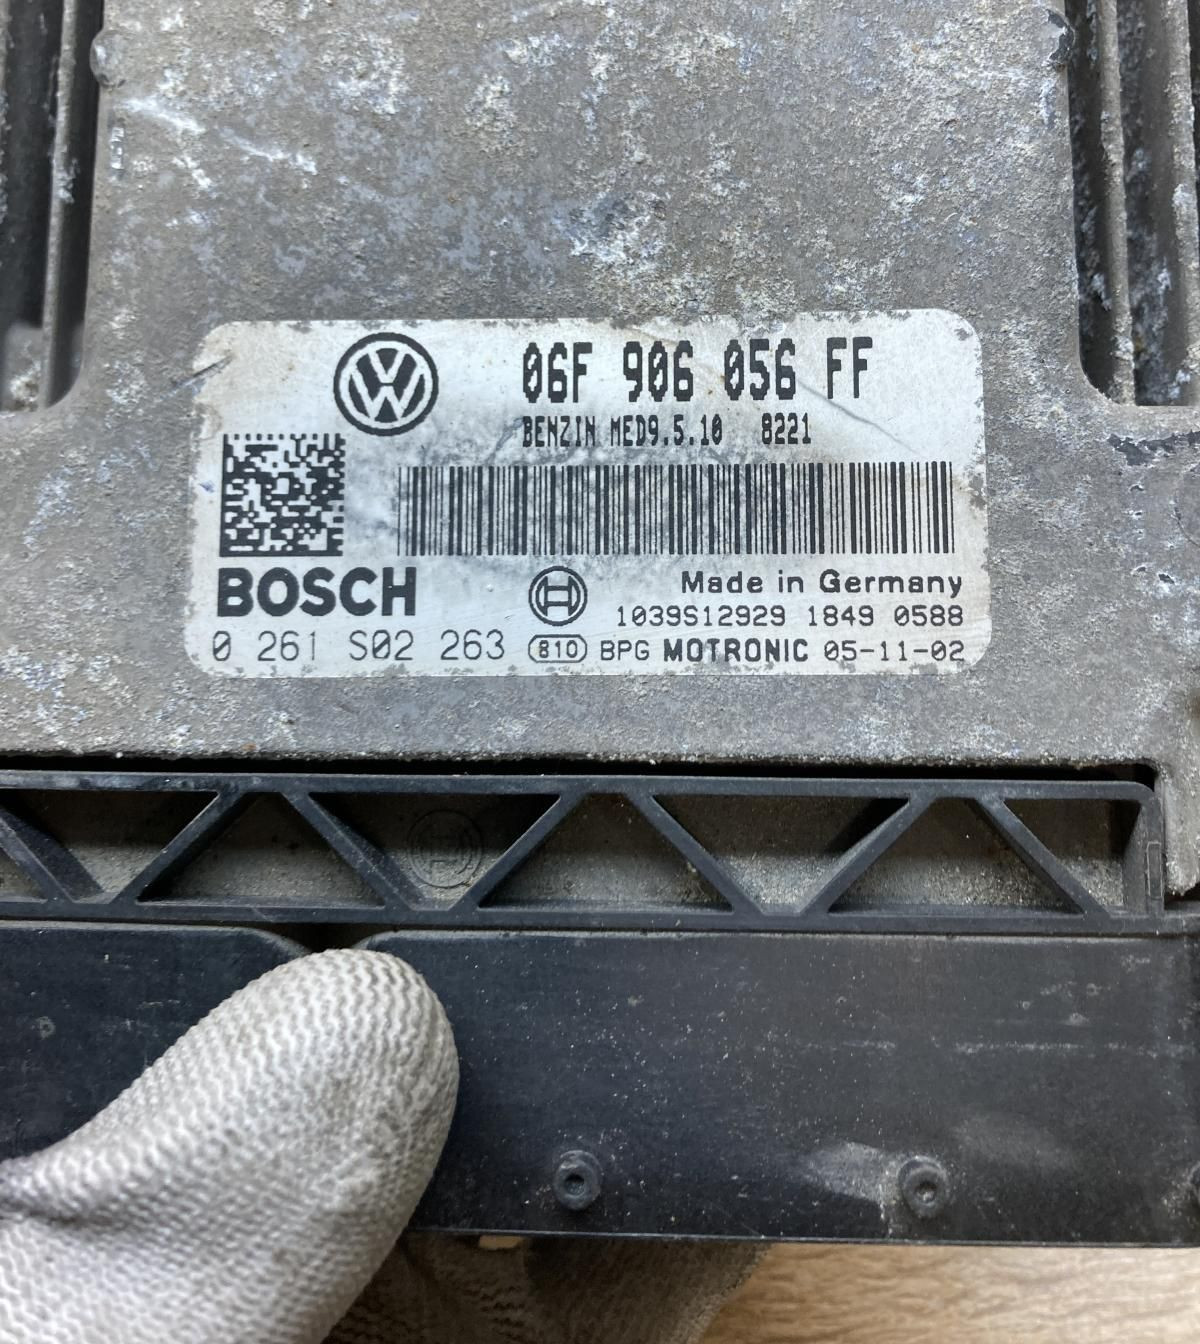 06F 906 056 FF
BENZIN MED9.5.10 8221
BOSCH
Made in Germany
1039S12929 1849 0588
0 261 S02 263 810 BPG MOTRONIC 05-11-02